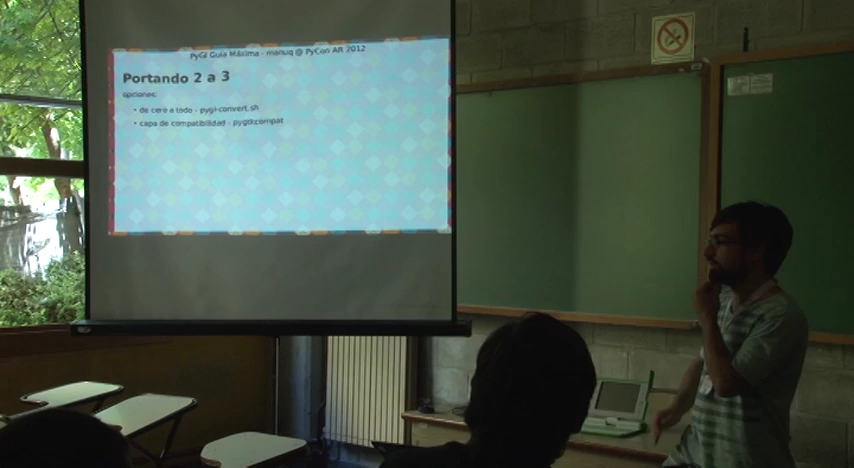 PyGI Guía Máxima - manuq @ PyCon AR 2012
Portando 2 a 3
opciones:
• de cero a todo - pygi-convert.sh
• capa de compatibilidad - pygtkcompat